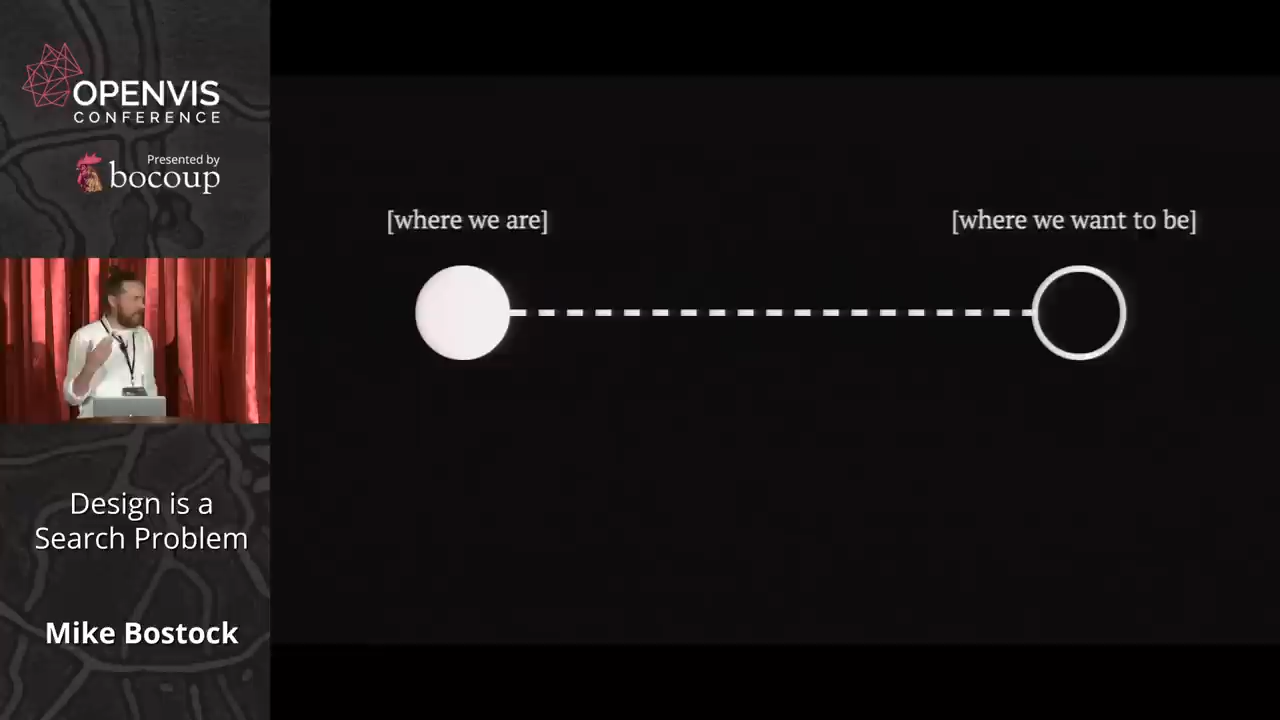 OPENVIS
CONFERENCE
Presented by
bocoup
Design is a
Search Problem
Mike Bostock
[where we are]
[where we want to be]